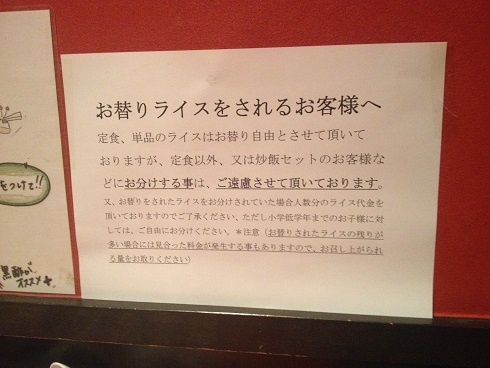 お替りライスをされるお客様へ
定食、単品のライスはお替り自由とさせて頂いて
おりますが、定食以外、又は炒飯セットのお客様な
どにお分けする事は、ご遠慮させて頂いております。
又、お替りをされたライスをお分けされていた場合人数分のライス代金を
頂いておりますのでご了承ください、ただし小学低学年までのお子様に対
しては、ご自由にお分けください。＊注意（お替りされたライスの残りが
多い場合には見合った料金が発生する事もありますので、お召し上がられ
る量をお取りください）
をつけて!!
黒酢が
オススメ